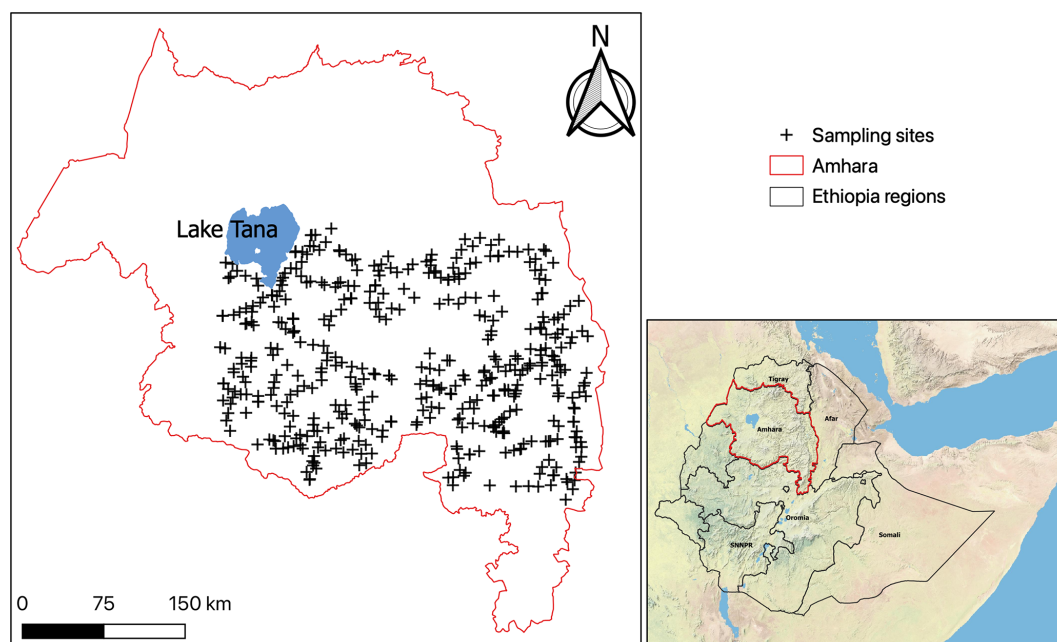 N
Lake Tana
0 75 150 km
Sampling sites
Amhara
Ethiopia regions
Tigray
Afar
Amhara
Oromia
SNNPR
Somali